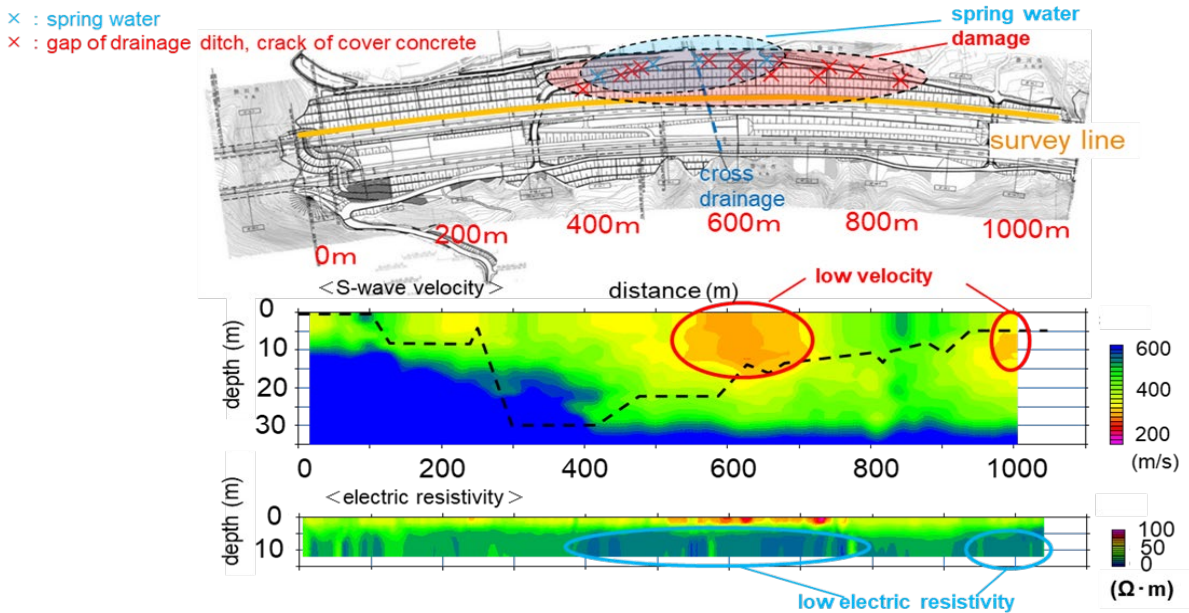 × : spring water
× : gap of drainage ditch, crack of cover concrete
spring water
damage
survey line
cross
drainage
0m
200m
400m
600m
800m
1000m
<S-wave velocity>
distance (m)
low velocity
depth (m)
0
10
20
30
0
200
400
600
800
1000
600
400
200
(m/s)
<electric resistivity>
depth (m)
0
10
100
50
0
(Ω·m)
low electric resistivity